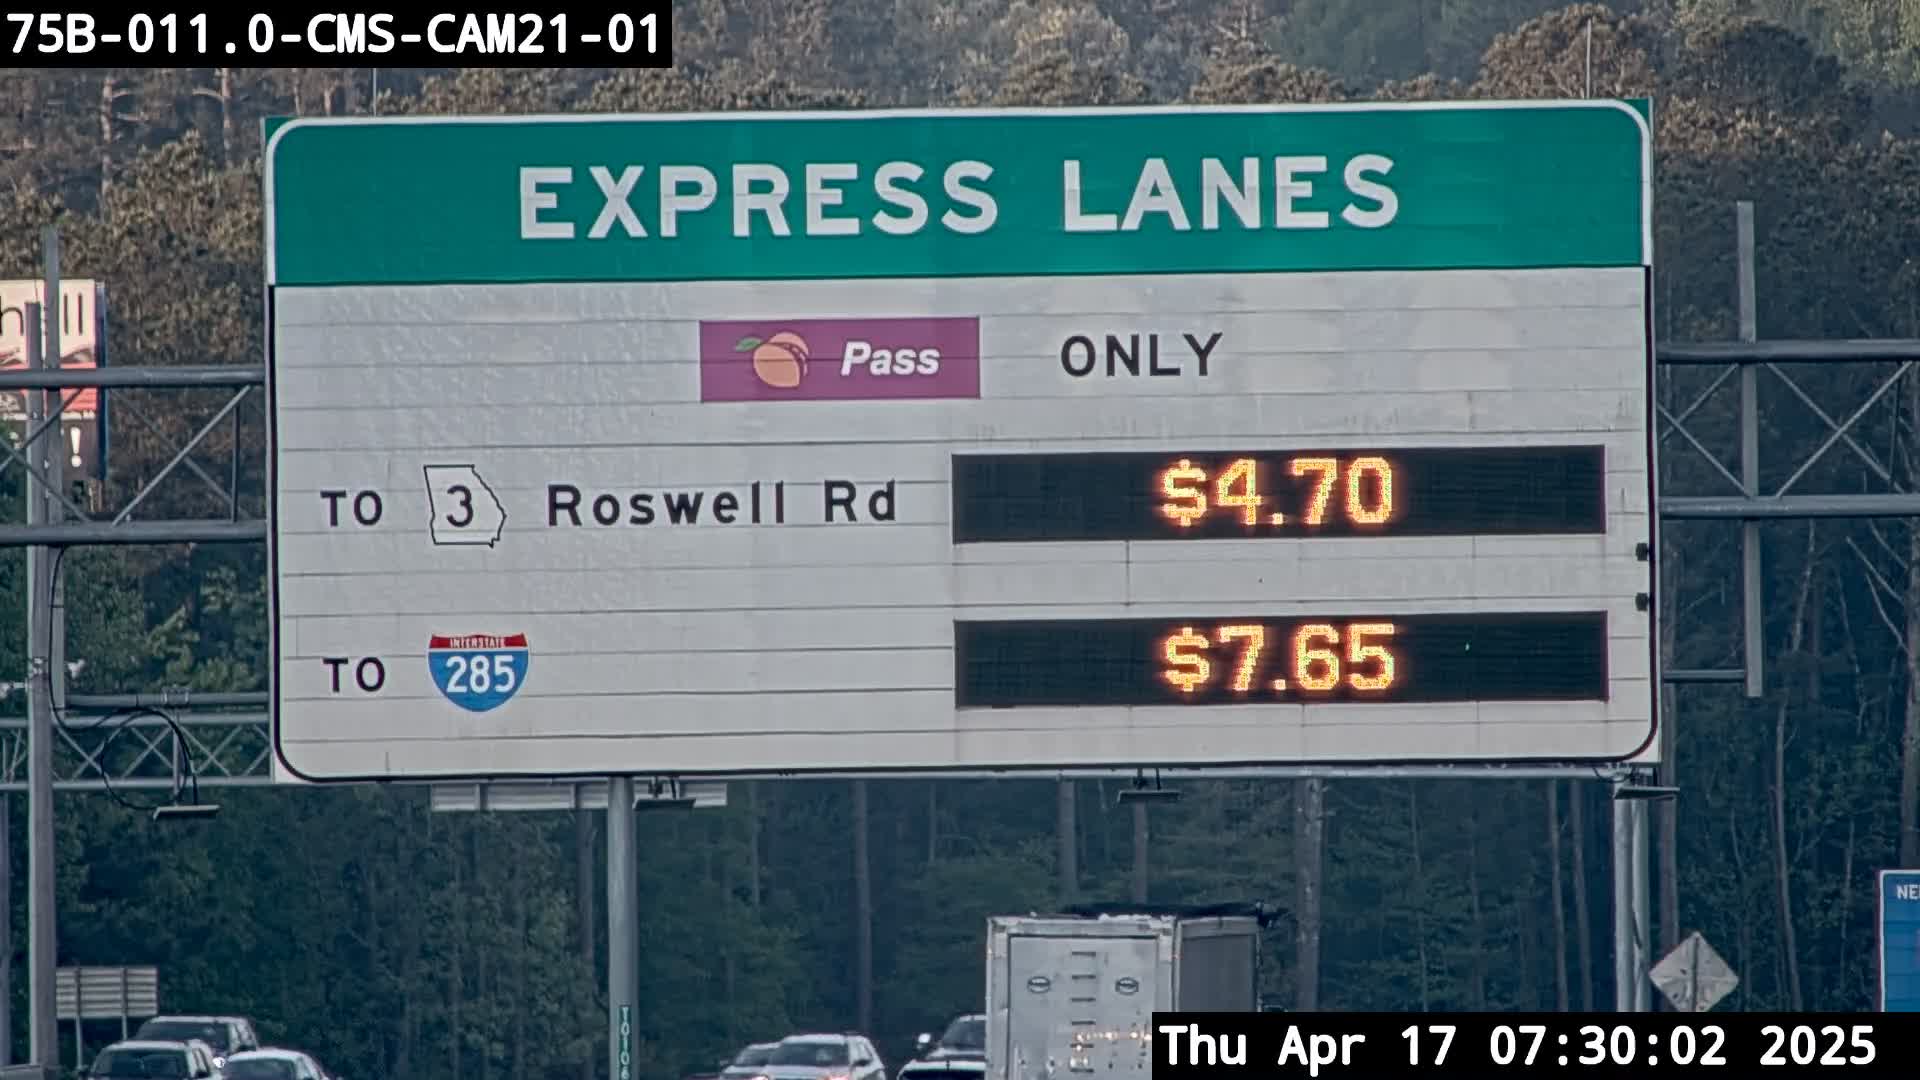 75B-011.0-CMS-CAM21-01
EXPRESS LANES
Pass ONLY
TO 3 Roswell Rd $4.70
TO INTERSTATE 285 $7.65
Thu Apr 17 07:30:02 2025